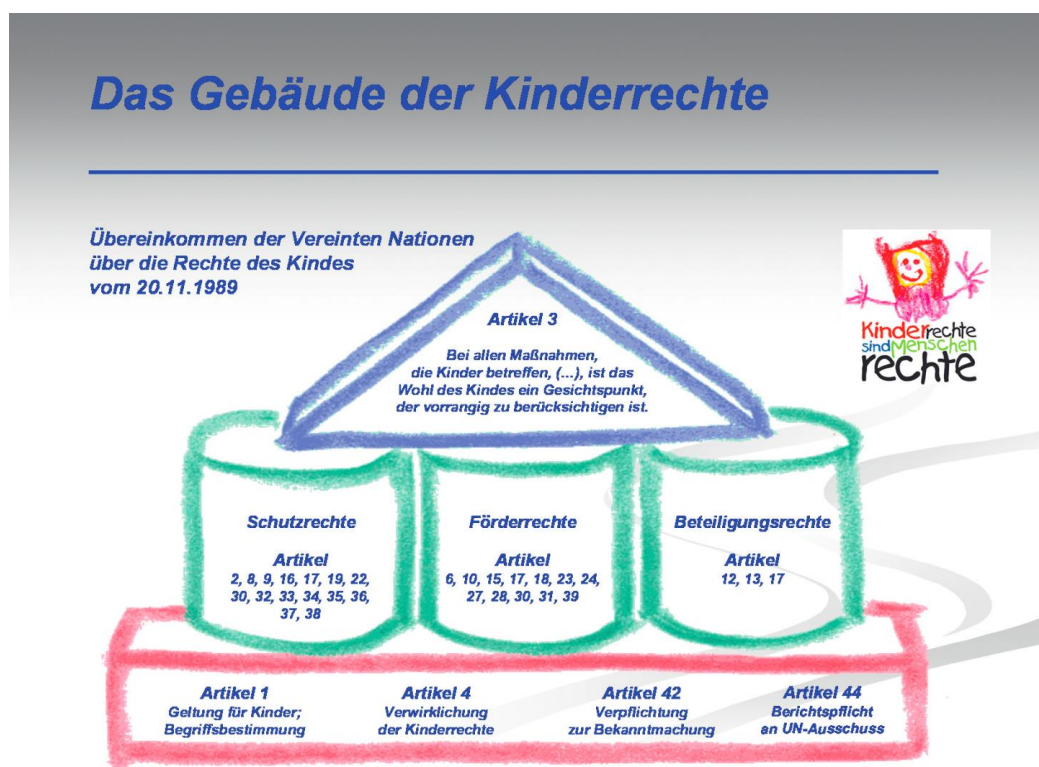 Das Gebäude der Kinderrechte
Übereinkommen der Vereinten Nationen
über die Rechte des Kindes
vom 20.11.1989
Kinderrechte
sind Menschen
rechte
Artikel 3
Bei allen Maßnahmen,
die Kinder betreffen, (...), ist das
Wohl des Kindes ein Gesichtspunkt,
der vorrangig zu berücksichtigen ist.
Schutzrechte
Artikel
2, 8, 9, 16, 17, 19, 22,
30, 32, 33, 34, 35, 36,
37, 38
Förderrechte
Artikel
6, 10, 15, 17, 18, 23, 24,
27, 28, 30, 31, 39
Beteiligungsrechte
Artikel
12, 13, 17
Artikel 1
Geltung für Kinder;
Begriffsbestimmung
Artikel 4
Verwirklichung
der Kinderrechte
Artikel 42
Verpflichtung
zur Bekanntmachung
Artikel 44
Berichtspflicht
an UN-Ausschuss